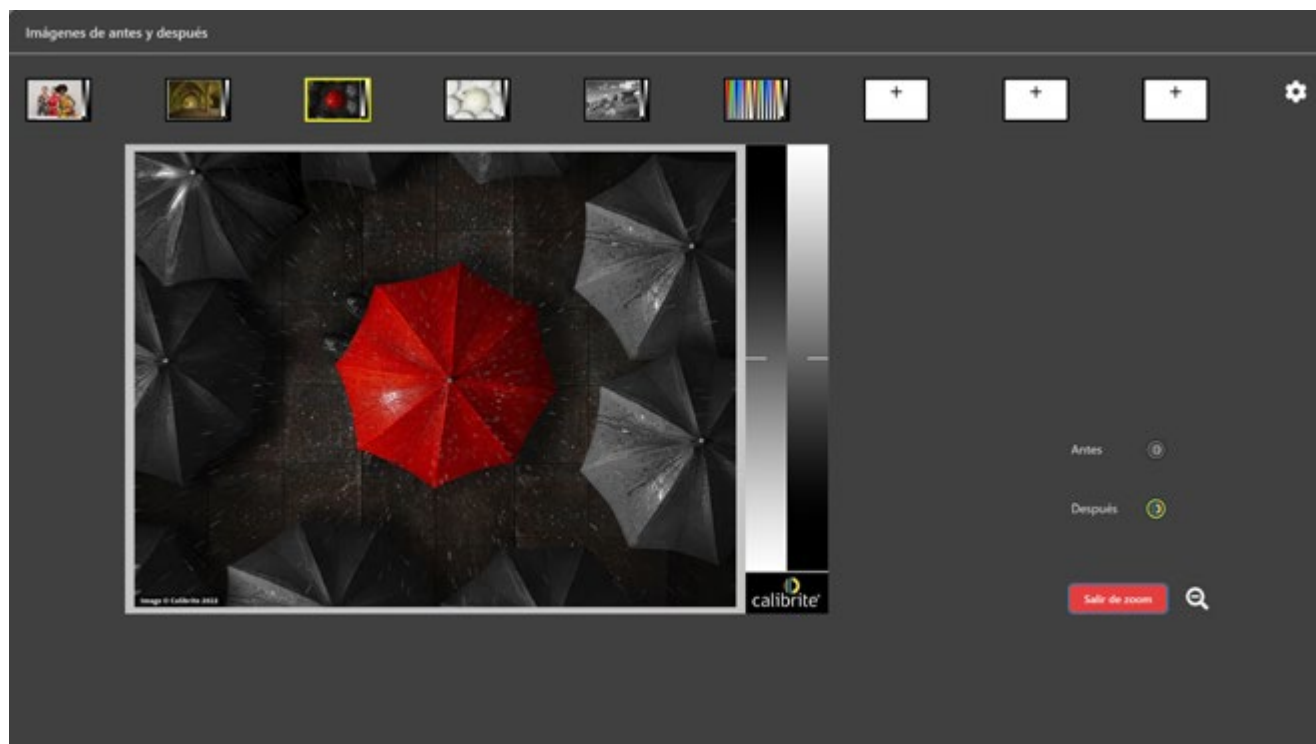 Imágenes de antes y después
+
+
+
Antes
Después
Salir de zoom
Image © Calibrite 2022
calibrite